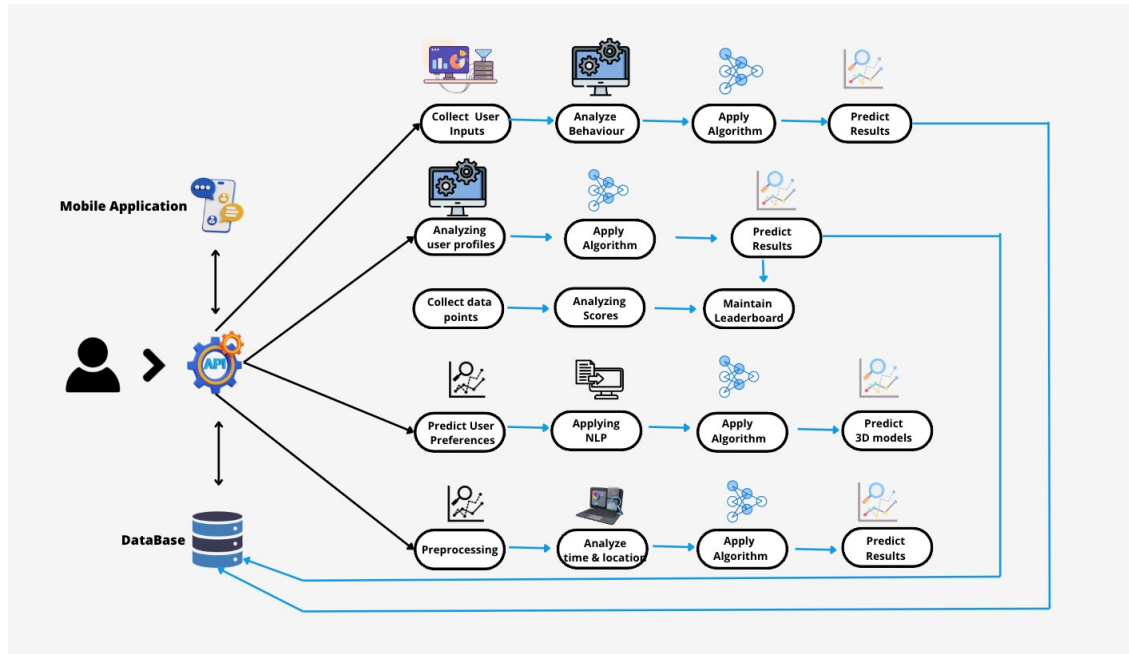 Collect User
Inputs
Analyze
Behaviour
Apply
Algorithm
Predict
Results
Mobile Application
Analyzing
user profiles
Apply
Algorithm
Predict
Results
Collect data
points
Analyzing
Scores
Maintain
Leaderboard
API
Predict User
Preferences
Applying
NLP
Apply
Algorithm
Predict
3D models
DataBase
Preprocessing
Analyze
time & location
Apply
Algorithm
Predict
Results